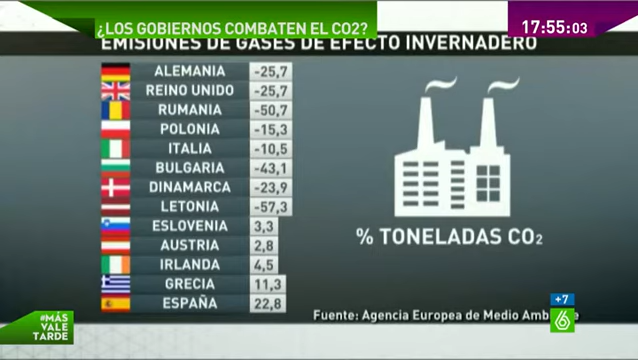 ¿LOS GOBIERNOS COMBATEN EL CO2?
17:55:03
EMISIONES DE GASES DE EFECTO INVERNADERO
ALEMANIA -25,7
REINO UNIDO -25,7
RUMANIA -50,7
POLONIA -15,3
ITALIA -10,5
BULGARIA -43,1
DINAMARCA -23,9
LETONIA -57,3
ESLOVENIA 3,3
AUSTRIA 2,8
IRLANDA 4,5
GRECIA 11,3
ESPAÑA 22,8
% TONELADAS CO2
Fuente: Agencia Europea de Medio
+7
6
#MÁS
VALE
TARDE